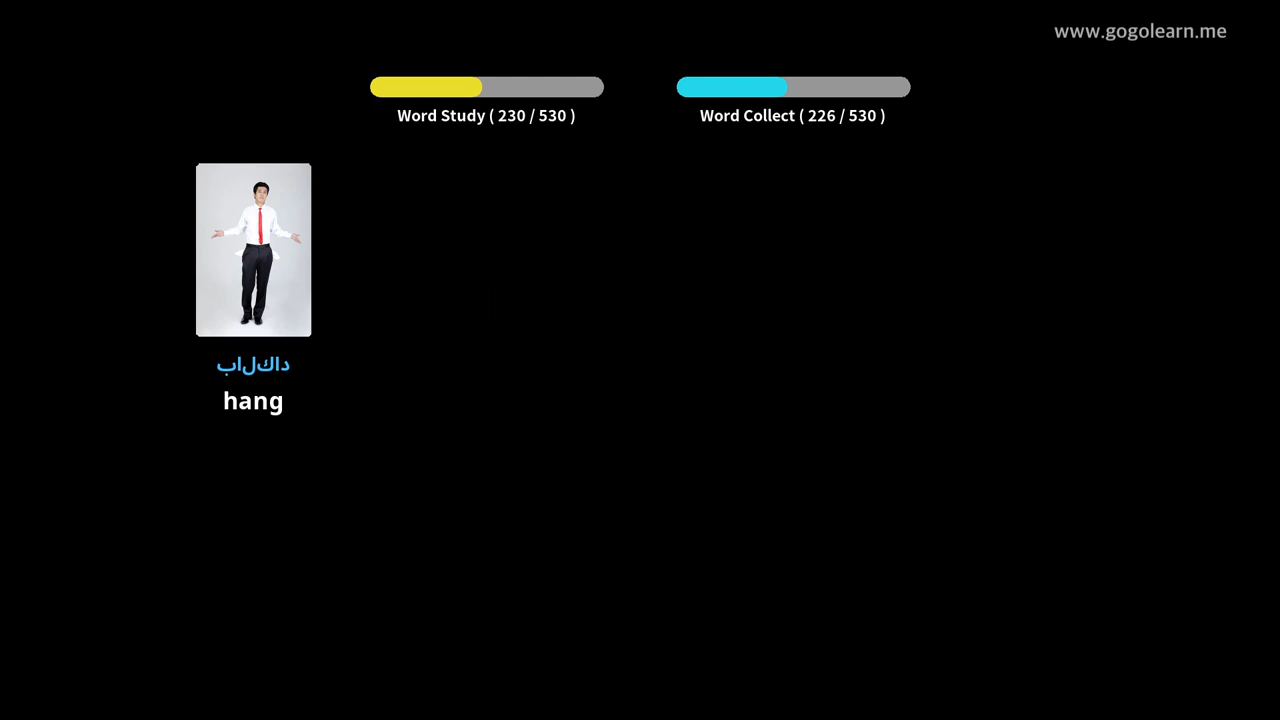 www.gogolearn.me
Word Study ( 230 / 530 )
Word Collect ( 226 / 530 )
داكلاب
hang